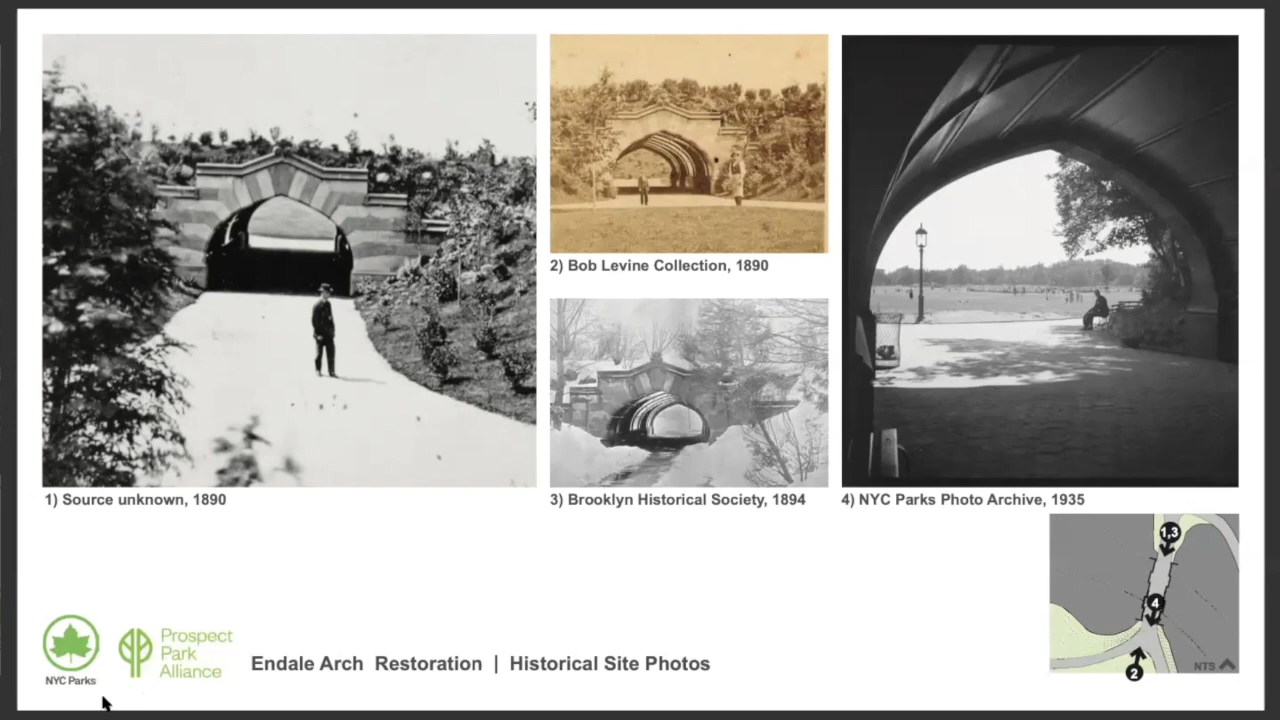 1) Source unknown, 1890
2) Bob Levine Collection, 1890
3) Brooklyn Historical Society, 1894
4) NYC Parks Photo Archive, 1935
1,3
4
2
NTS
NYC Parks
Prospect
Park
Alliance
Endale Arch Restoration | Historical Site Photos